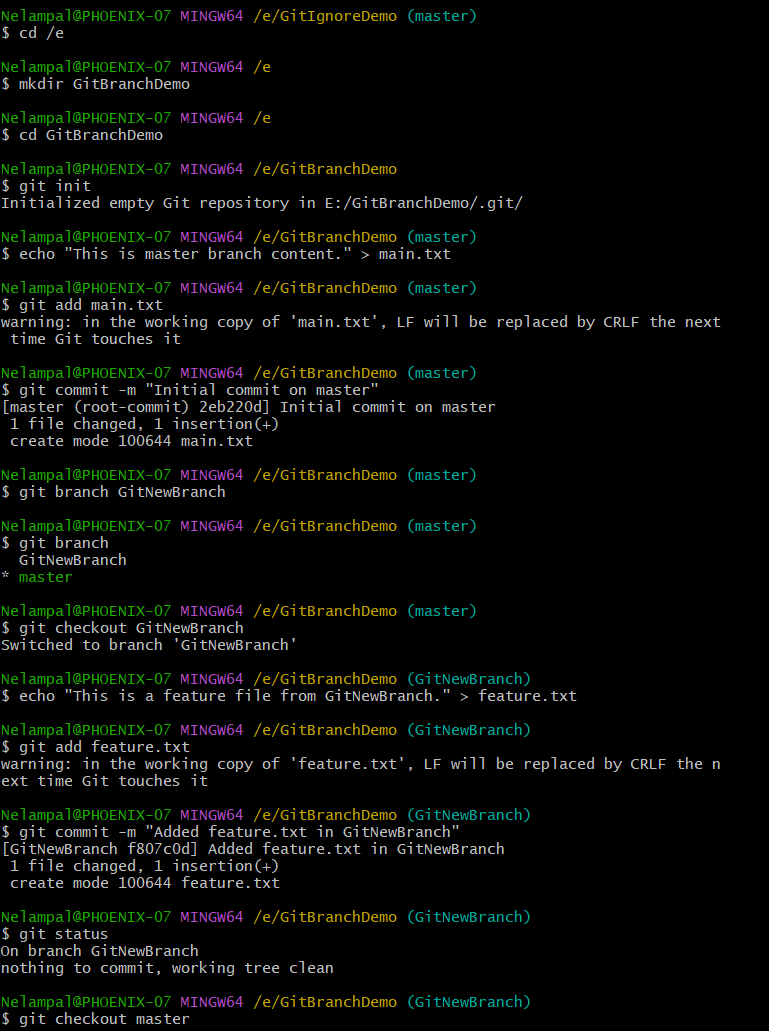 Nelampal@PHOENIX-07 MINGW64 /e/GitIgnoreDemo (master)
$ cd /e
Nelampal@PHOENIX-07 MINGW64 /e
$ mkdir GitBranchDemo
Nelampal@PHOENIX-07 MINGW64 /e
$ cd GitBranchDemo
Nelampal@PHOENIX-07 MINGW64 /e/GitBranchDemo
$ git init
Initialized empty Git repository in E:/GitBranchDemo/.git/
Nelampal@PHOENIX-07 MINGW64 /e/GitBranchDemo (master)
$ echo "This is master branch content." > main.txt
Nelampal@PHOENIX-07 MINGW64 /e/GitBranchDemo (master)
$ git add main.txt
warning: in the working copy of 'main.txt', LF will be replaced by CRLF the next
 time Git touches it
Nelampal@PHOENIX-07 MINGW64 /e/GitBranchDemo (master)
$ git commit -m "Initial commit on master"
[master (root-commit) 2eb220d] Initial commit on master
 1 file changed, 1 insertion(+)
 create mode 100644 main.txt
Nelampal@PHOENIX-07 MINGW64 /e/GitBranchDemo (master)
$ git branch GitNewBranch
Nelampal@PHOENIX-07 MINGW64 /e/GitBranchDemo (master)
$ git branch
  GitNewBranch
* master
Nelampal@PHOENIX-07 MINGW64 /e/GitBranchDemo (master)
$ git checkout GitNewBranch
Switched to branch 'GitNewBranch'
Nelampal@PHOENIX-07 MINGW64 /e/GitBranchDemo (GitNewBranch)
$ echo "This is a feature file from GitNewBranch." > feature.txt
Nelampal@PHOENIX-07 MINGW64 /e/GitBranchDemo (GitNewBranch)
$ git add feature.txt
warning: in the working copy of 'feature.txt', LF will be replaced by CRLF the n
ext time Git touches it
Nelampal@PHOENIX-07 MINGW64 /e/GitBranchDemo (GitNewBranch)
$ git commit -m "Added feature.txt in GitNewBranch"
[GitNewBranch f807c0d] Added feature.txt in GitNewBranch
 1 file changed, 1 insertion(+)
 create mode 100644 feature.txt
Nelampal@PHOENIX-07 MINGW64 /e/GitBranchDemo (GitNewBranch)
$ git status
On branch GitNewBranch
nothing to commit, working tree clean
Nelampal@PHOENIX-07 MINGW64 /e/GitBranchDemo (GitNewBranch)
$ git checkout master